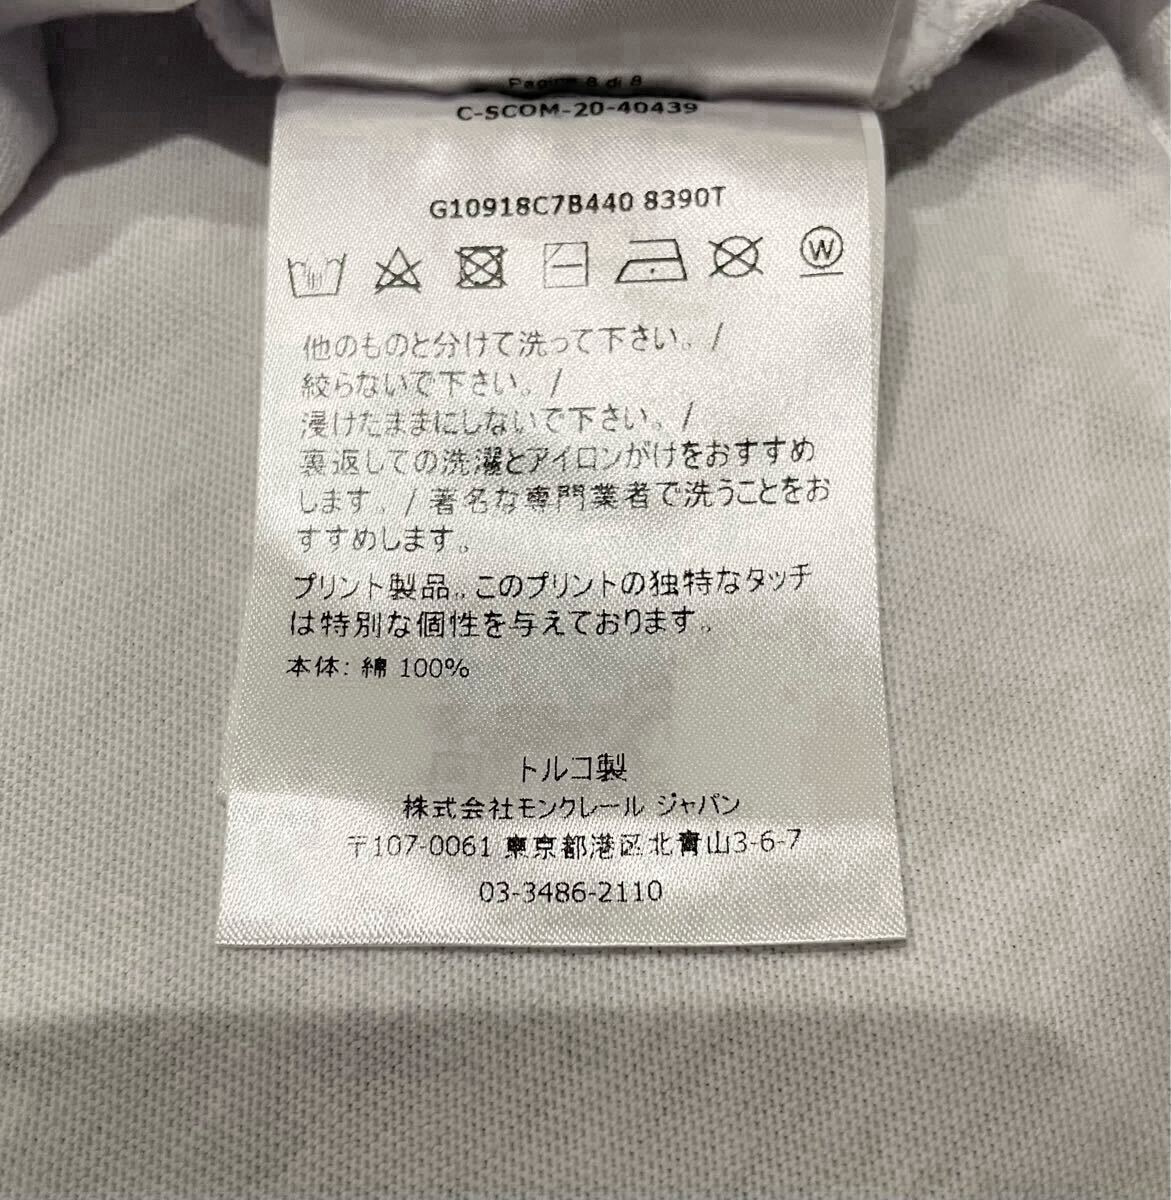 Pagina 8 di 8
C-SCOM-20-40439
G10918C7B440 8390T
W
他のものと分けて洗って下さい。/
絞らないで下さい。/
浸けたままにしないで下さい。/
裏返しての洗濯とアイロンがけをおすすめ
します。/ 著名な専門業者で洗うことをお
すすめします。
プリント製品。このプリントの独特なタッチ
は特別な個性を与えております。
本体: 綿 100%
トルコ製
株式会社モンクレール ジャパン
〒107-0061 東京都港区北青山3-6-7
03-3486-2110